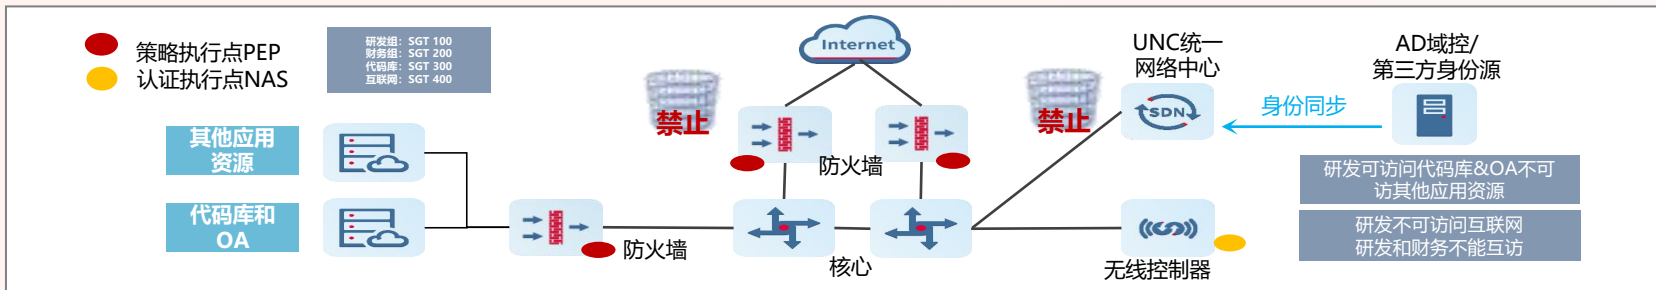 策略执行点PEP
认证执行点NAS
研发组：SGT 100
财务组：SGT 200
代码库：SGT 300
互联网：SGT 400
其他应用
资源
代码库和
OA
防火墙
禁止
Internet
防火墙
核心
禁止
UNC统一
网络中心
SDN
身份同步
AD域控/
第三方身份源
无线控制器
研发可访问代码库&OA不可
访其他应用资源
研发不可访问互联网
研发和财务不能互访